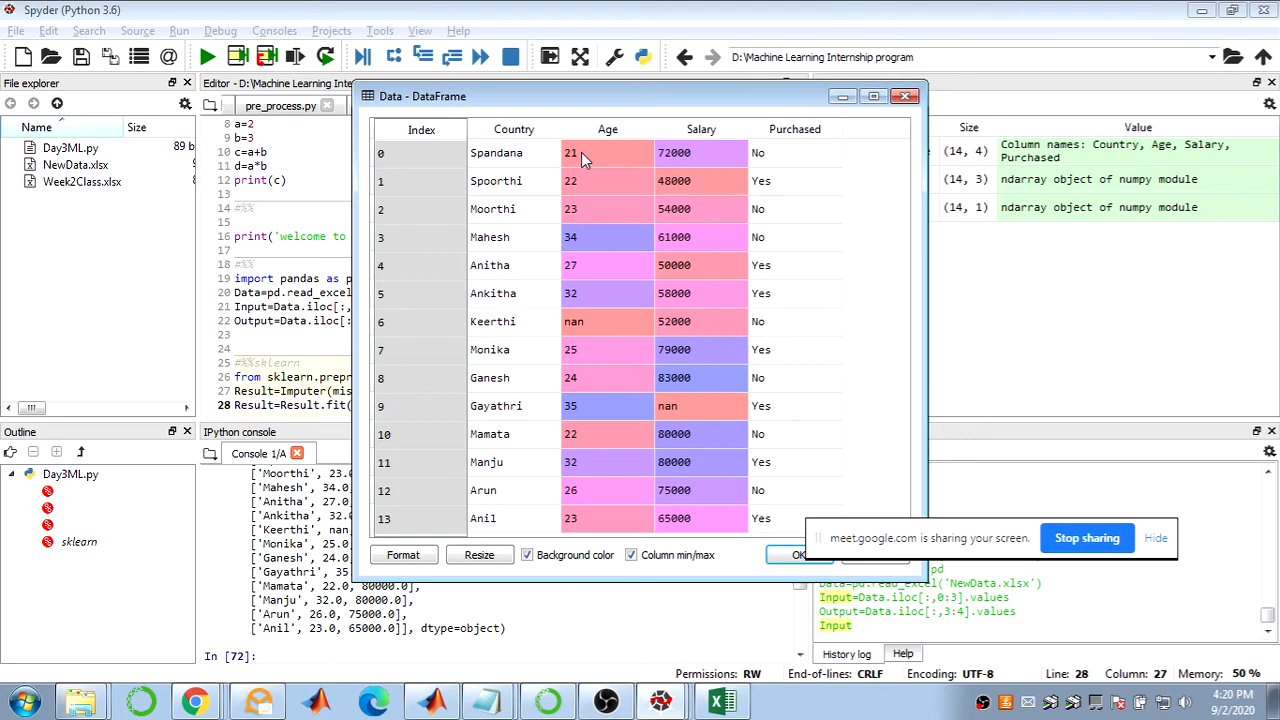 Spyder (Python 3.6)
File Edit Search Source Run Debug Consoles Projects Tools View Help
D:\Machine Learning Internship program
File explorer
Name Size
Day3ML.py 89 b
NewData.xlsx
Week2Class.xlsx
Outline
Day3ML.py
sklearn
Editor - D:\Machine Learning Inte
pre_process.py
8 a=2
9 b=3
10 c=a+b
11 d=a*b
12 print(c)
13
14 #%%
15
16 print('welcome to
17
18 #%%
19 import pandas as p
20 Data=pd.read_excel
21 Input=Data.iloc[:,
22 Output=Data.iloc[:
23
24
25 #%%sklearn
26 from sklearn.prepr
27 Result=Imputer(mis
28 Result=Result.fit(
IPython console
Console 1/A
['Moorthi', 23.0
['Mahesh', 34.0,
['Anitha', 27.0,
['Ankitha', 32.0
['Keerthi', nan,
['Monika', 25.0,
['Ganesh', 24.0,
['Gayathri', 35
['Mamata', 22.0, 80000.0],
['Manju', 32.0, 80000.0],
['Arun', 26.0, 75000.0],
['Anil', 23.0, 65000.0]], dtype=object)
In [72]:
Data - DataFrame
Index Country Age Salary Purchased
0 Spandana 21 72000 No
1 Spoorthi 22 48000 Yes
2 Moorthi 23 54000 No
3 Mahesh 34 61000 No
4 Anitha 27 50000 Yes
5 Ankitha 32 58000 Yes
6 Keerthi nan 52000 No
7 Monika 25 79000 Yes
8 Ganesh 24 83000 No
9 Gayathri 35 nan Yes
10 Mamata 22 80000 No
11 Manju 32 80000 Yes
12 Arun 26 75000 No
13 Anil 23 65000 Yes
Format Resize Background color Column min/max OK
Size Value
(14, 4) Column names: Country, Age, Salary,
Purchased
(14, 3) ndarray object of numpy module
(14, 1) ndarray object of numpy module
meet.google.com is sharing your screen. Stop sharing Hide
pd
Data=pd.read_excel('NewData.xlsx')
Input=Data.iloc[:,0:3].values
Output=Data.iloc[:,3:4].values
Input
History log Help
Permissions: RW End-of-lines: CRLF Encoding: UTF-8 Line: 28 Column: 27 Memory: 50 %
4:20 PM
9/2/2020